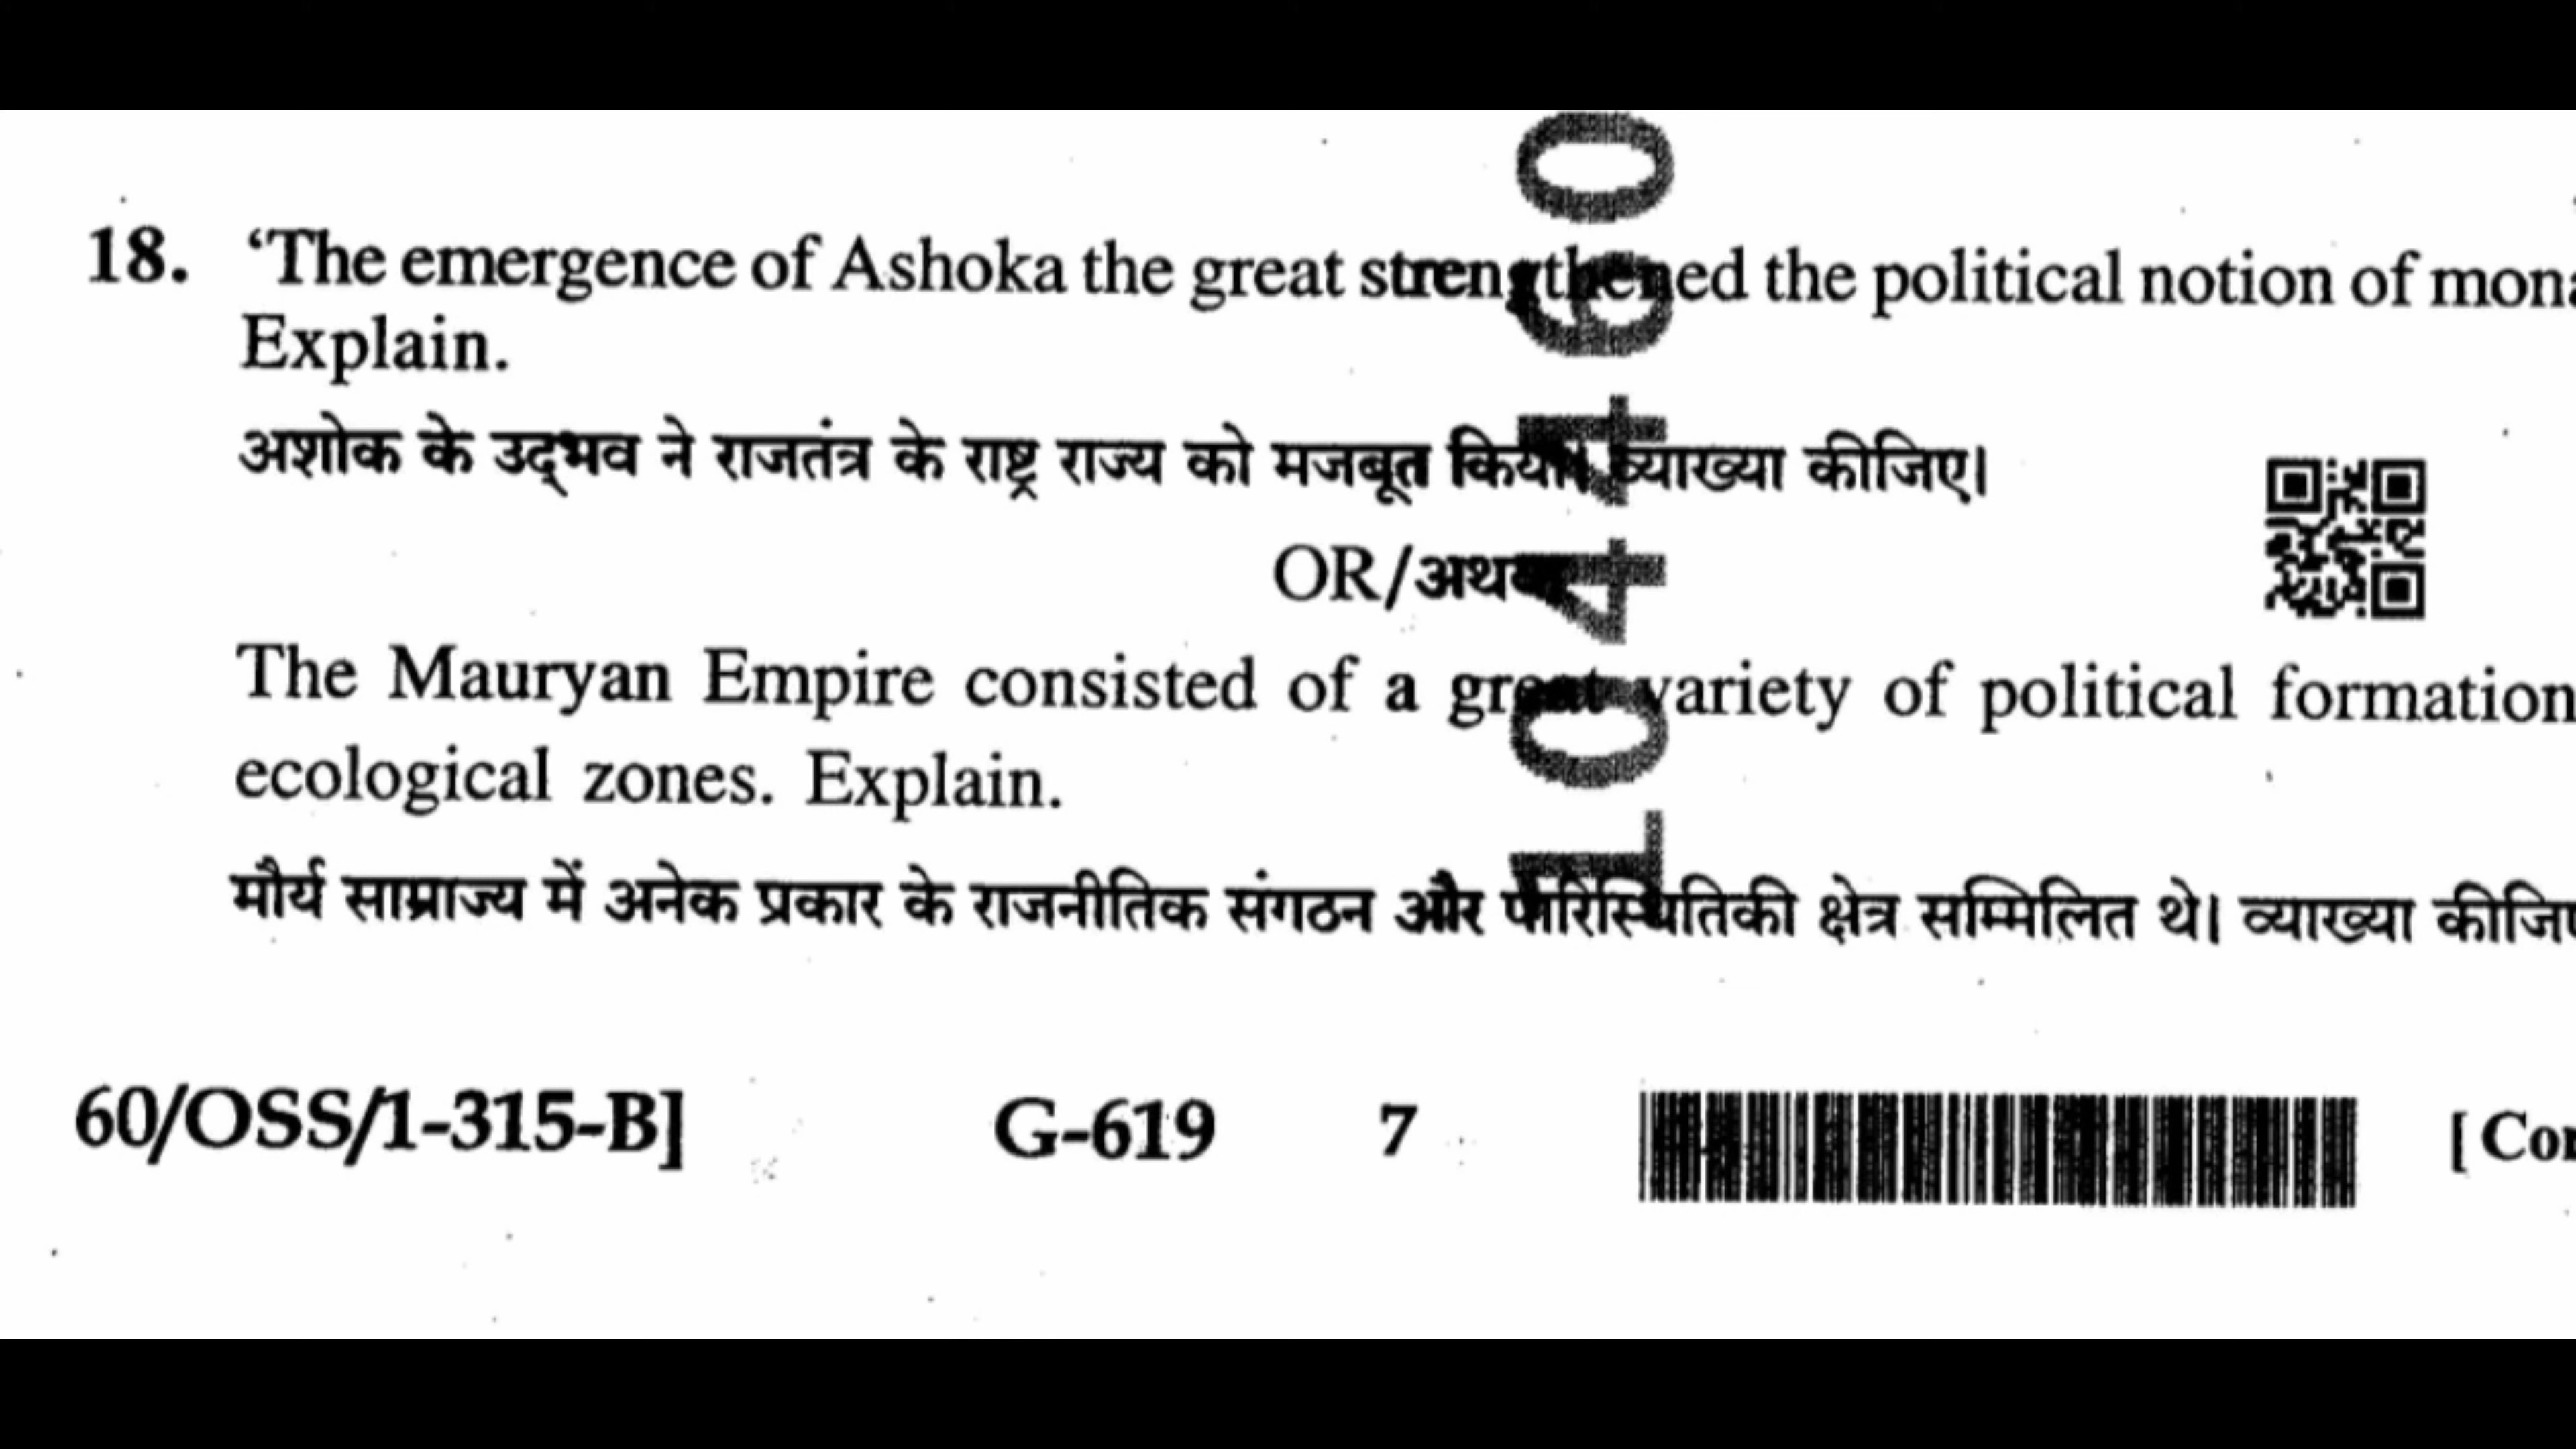 18. ‘The emergence of Ashoka the great strengthened the political notion of
Explain.
अशोक के उद्भव ने राजतंत्र के राष्ट्र राज्य को मजबूत किया। व्याख्या कीजिए।
OR/अथवा
The Mauryan Empire consisted of a great variety of political formation
ecological zones. Explain.
मौर्य साम्राज्य में अनेक प्रकार के राजनीतिक संगठन और पारिस्थितिकी क्षेत्र सम्मिलित थे। व्याख्या
60/OSS/1-315-B] G-619 7 [
104460